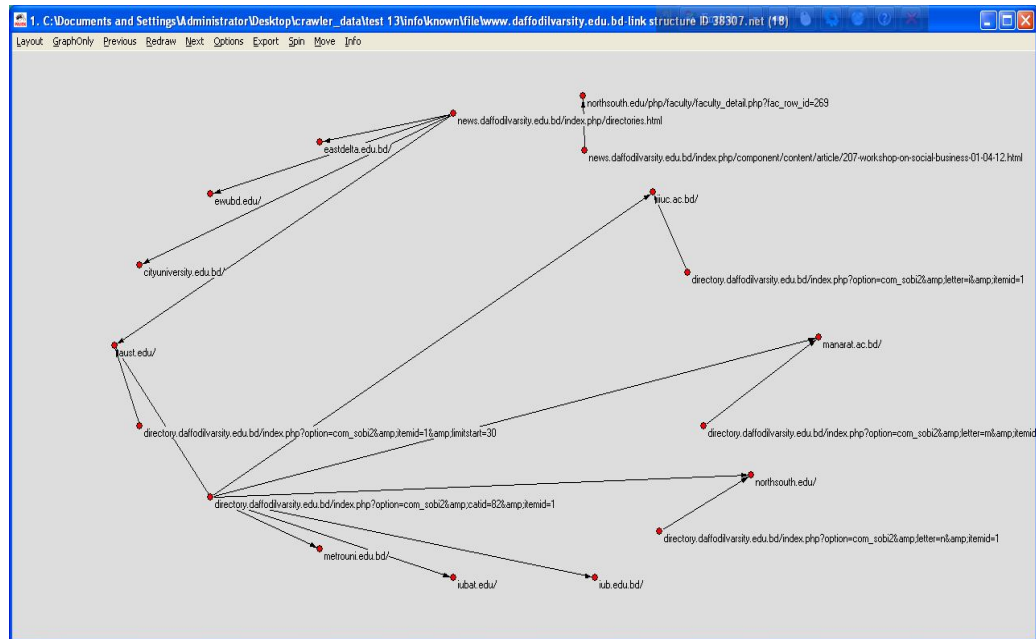 1. C:\Documents and Settings\Administrator\Desktop\crawler_data\test 13\info\known\file\www.daffodilvarsity.edu.bd-link structure ID 38307.net (18)
Layout GraphOnly Previous Redraw Next Options Export Spin Move Info
northsouth.edu/php/faculty/faculty_detail.php?fac_row_id=269
news.daffodilvarsity.edu.bd/index.php/directories.html
eastdelta.edu.bd/
news.daffodilvarsity.edu.bd/index.php/component/content/article/207-workshop-on-social-business-01-04-12.html
ewubd.edu/
iiuc.ac.bd/
cityuniversity.edu.bd/
directory.daffodilvarsity.edu.bd/index.php?option=com_sobi2&amp;letter=i&amp;itemid=1
manarat.ac.bd/
aust.edu/
directory.daffodilvarsity.edu.bd/index.php?option=com_sobi2&amp;itemid=1&amp;limitstart=30
directory.daffodilvarsity.edu.bd/index.php?option=com_sobi2&amp;letter=m&amp;itemid
northsouth.edu/
directory.daffodilvarsity.edu.bd/index.php?option=com_sobi2&amp;catid=82&amp;itemid=1
directory.daffodilvarsity.edu.bd/index.php?option=com_sobi2&amp;letter=n&amp;itemid=1
metrouni.edu.bd/
iubat.edu/
iub.edu.bd/